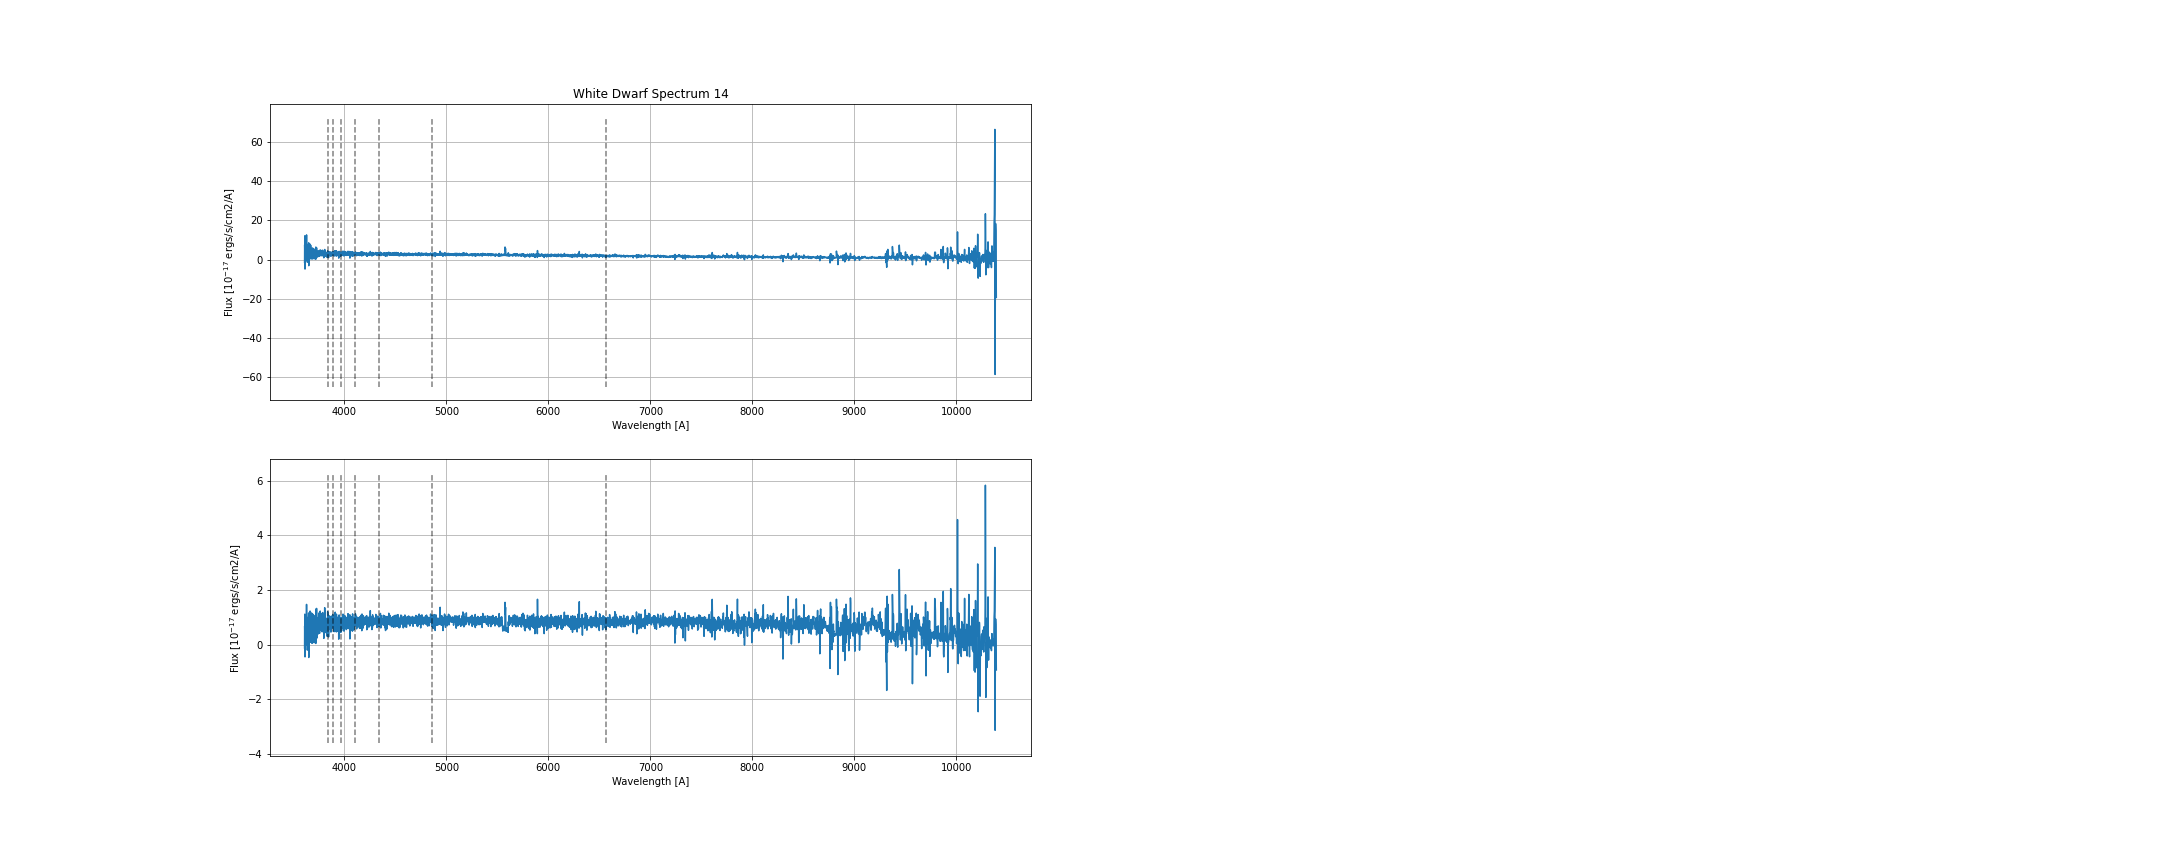 White Dwarf Spectrum 14
60
40
20
0
−20
−40
−60
Flux [10⁻¹⁷ ergs/s/cm2/A]
4000 5000 6000 7000 8000 9000 10000
Wavelength [A]
6
4
2
0
−2
−4
Flux [10⁻¹⁷ ergs/s/cm2/A]
4000 5000 6000 7000 8000 9000 10000
Wavelength [A]